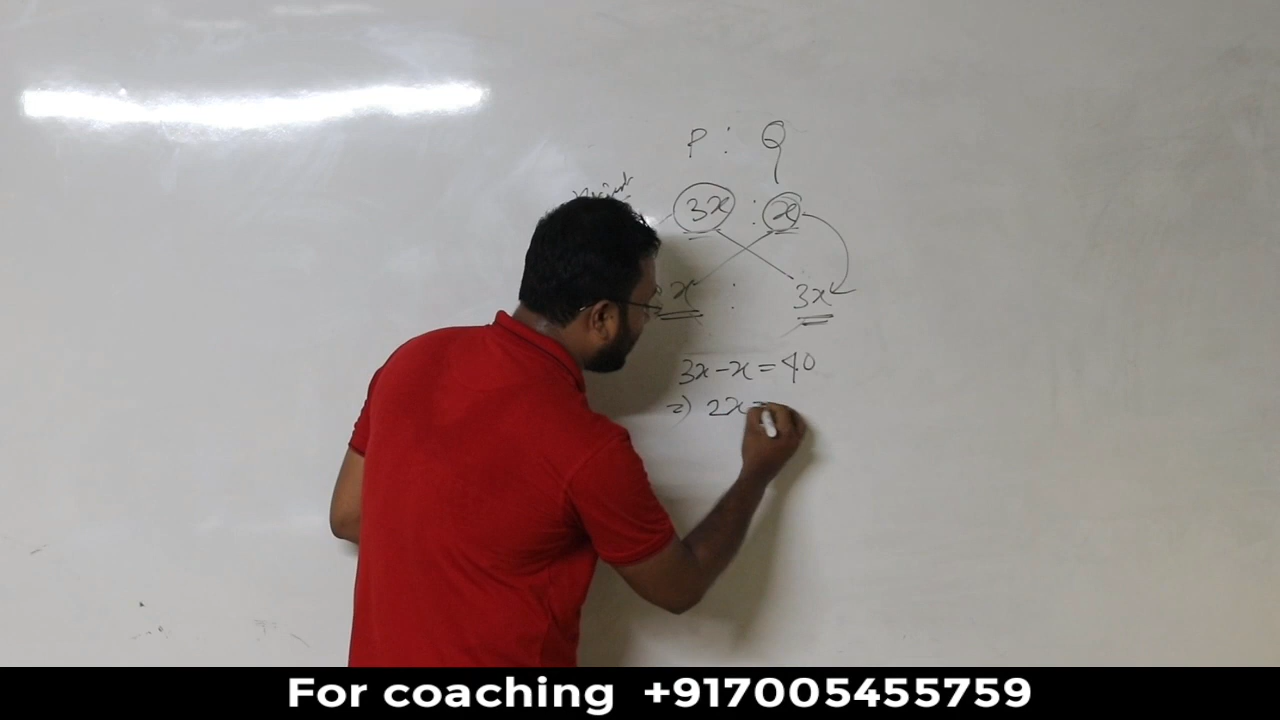 P : Q
3x : x
x : 3x
3x - x = 40
=> 2x =
For coaching +917005455759